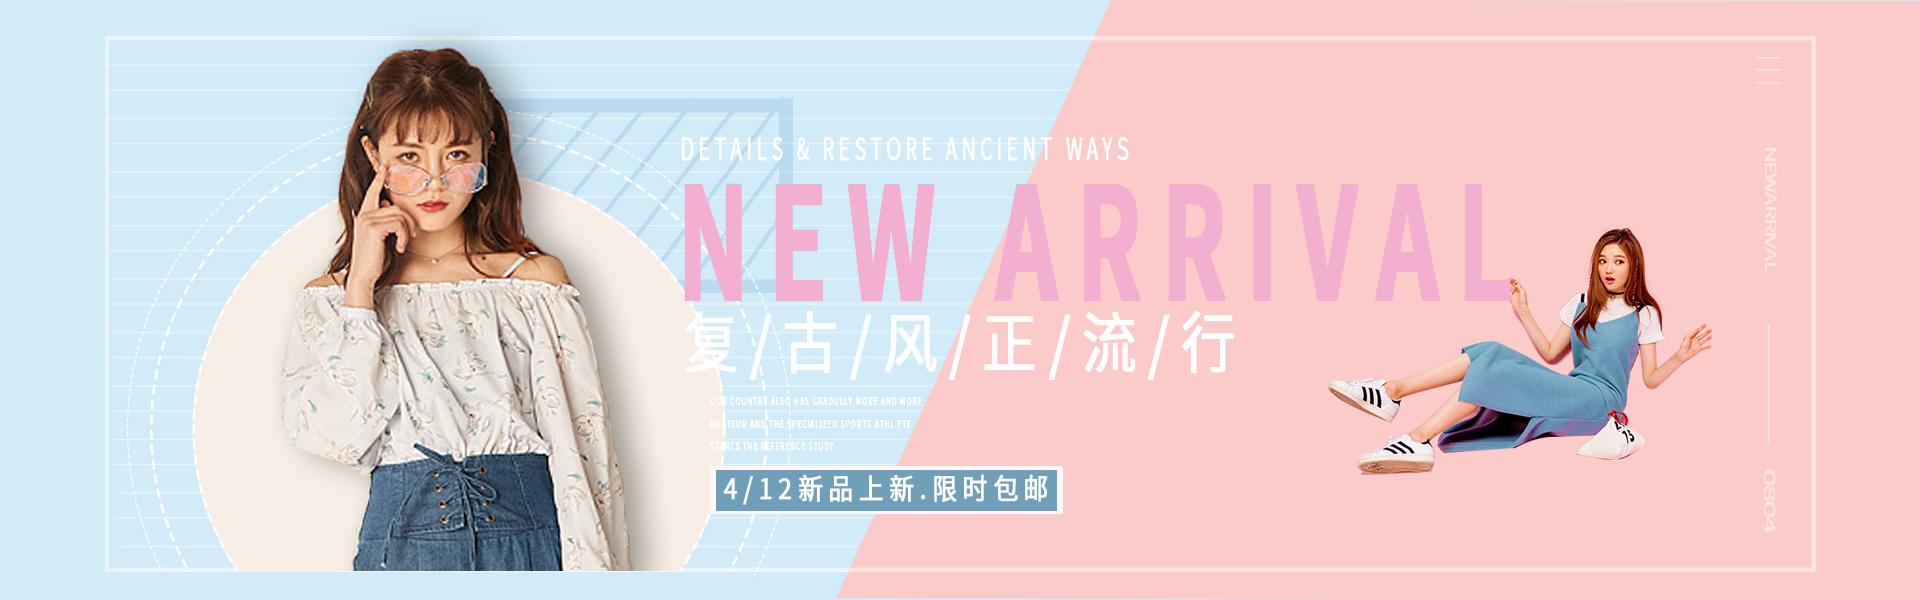 DETAILS & RESTORE ANCIENT WAYS
NEW ARRIVAL
复/古/风/正/流/行
OUR COUNTRY ALSO HAS GRADULLY MORE AND MORE
AMATEUR AND THE SPECIALIZED SPORTS ATHL ETE
STARTS THE REFERENCE STUDY
4/12新品上新.限时包邮
NEWARRIVAL
0804